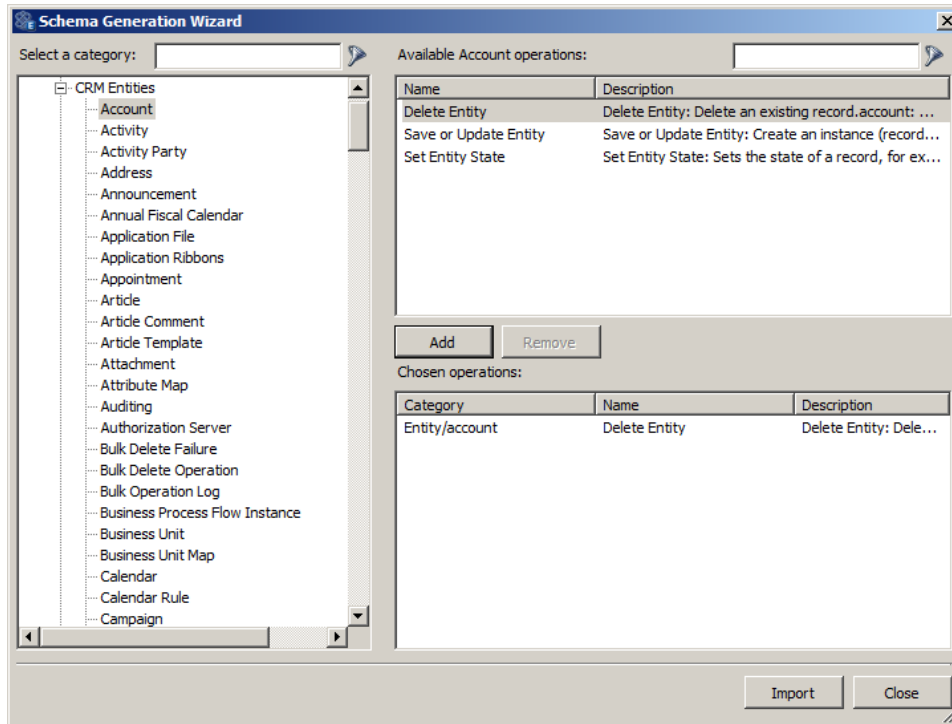 Schema Generation Wizard
Select a category:
CRM Entities
Account
Activity
Activity Party
Address
Announcement
Annual Fiscal Calendar
Application File
Application Ribbons
Appointment
Article
Article Comment
Article Template
Attachment
Attribute Map
Auditing
Authorization Server
Bulk Delete Failure
Bulk Delete Operation
Bulk Operation Log
Business Process Flow Instance
Business Unit
Business Unit Map
Calendar
Calendar Rule
Campaign
Available Account operations:
Name Description
Delete Entity Delete Entity: Delete an existing record.account: ...
Save or Update Entity Save or Update Entity: Create an instance (record...
Set Entity State Set Entity State: Sets the state of a record, for ex...
Add Remove
Chosen operations:
Category Name Description
Entity/account Delete Entity Delete Entity: Dele...
Import Close